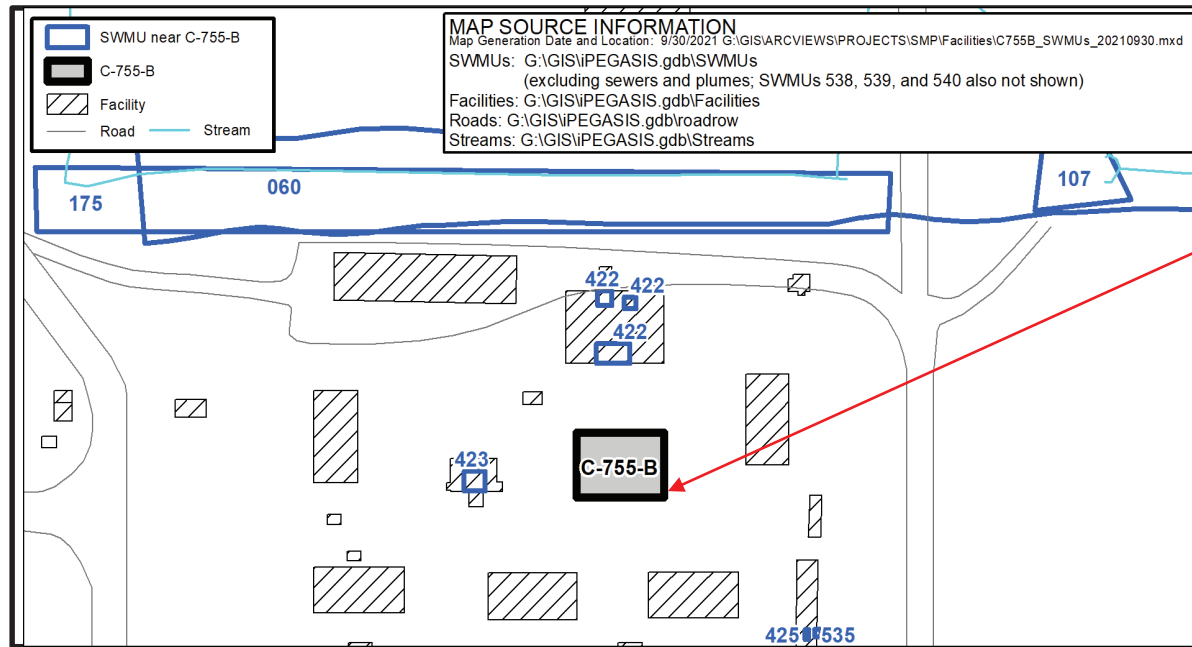 SWMU near C-755-B
C-755-B
Facility
Road Stream
MAP SOURCE INFORMATION
Map Generation Date and Location: 9/30/2021 G:\GIS\ARCVIEWS\PROJECTS\SMP\Facilities\C755B_SWMUs_20210930.mxd
SWMUs: G:\GIS\iPEGASIS.gdb\SWMUs
(excluding sewers and plumes; SWMUs 538, 539, and 540 also not shown)
Facilities: G:\GIS\iPEGASIS.gdb\Facilities
Roads: G:\GIS\iPEGASIS.gdb\roadrow
Streams: G:\GIS\iPEGASIS.gdb\Streams
175
060
107
422
422
422
423
C-755-B
425
535